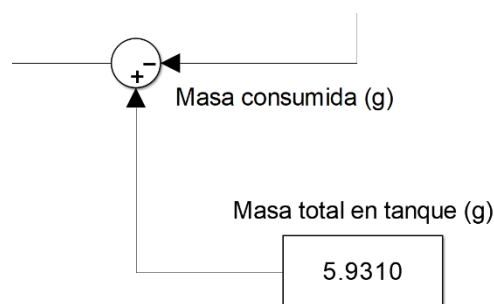 −
+
Masa consumida (g)
Masa total en tanque (g)
5.9310